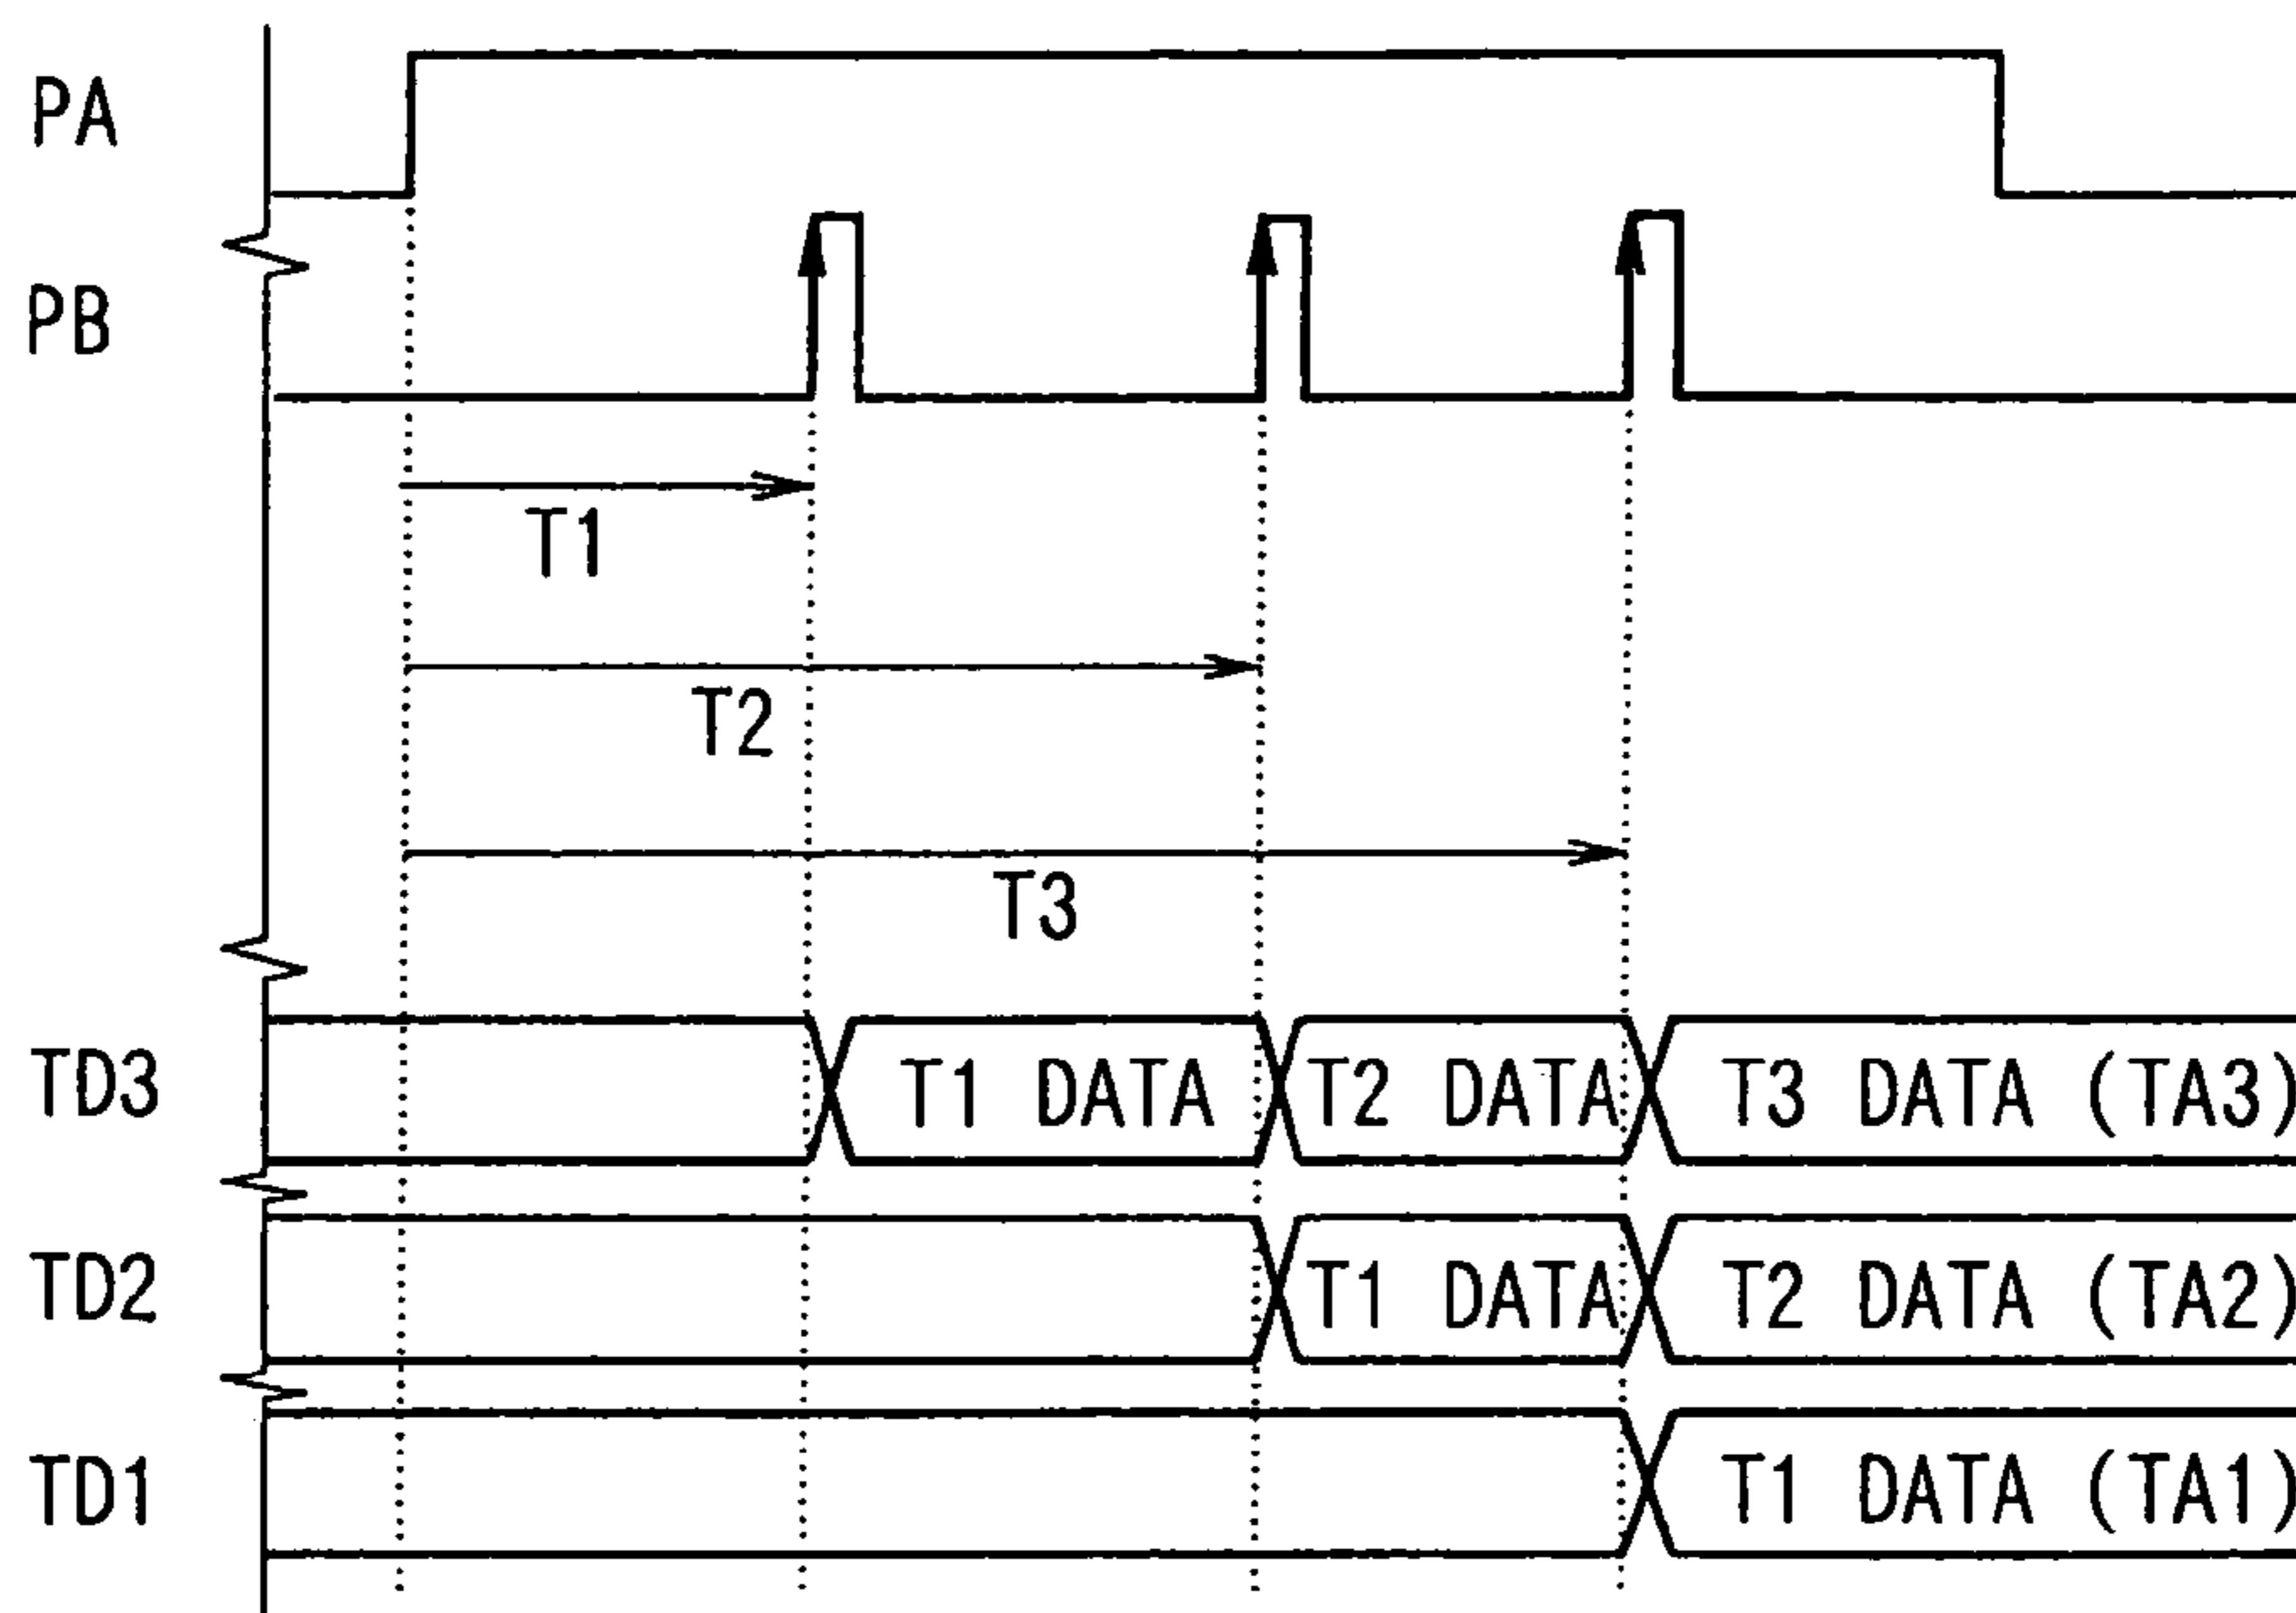 PA
PB
T1
T2
T3
TD3 T1 DATA T2 DATA T3 DATA (TA3)
TD2 T1 DATA T2 DATA (TA2)
TD1 T1 DATA (TA1)